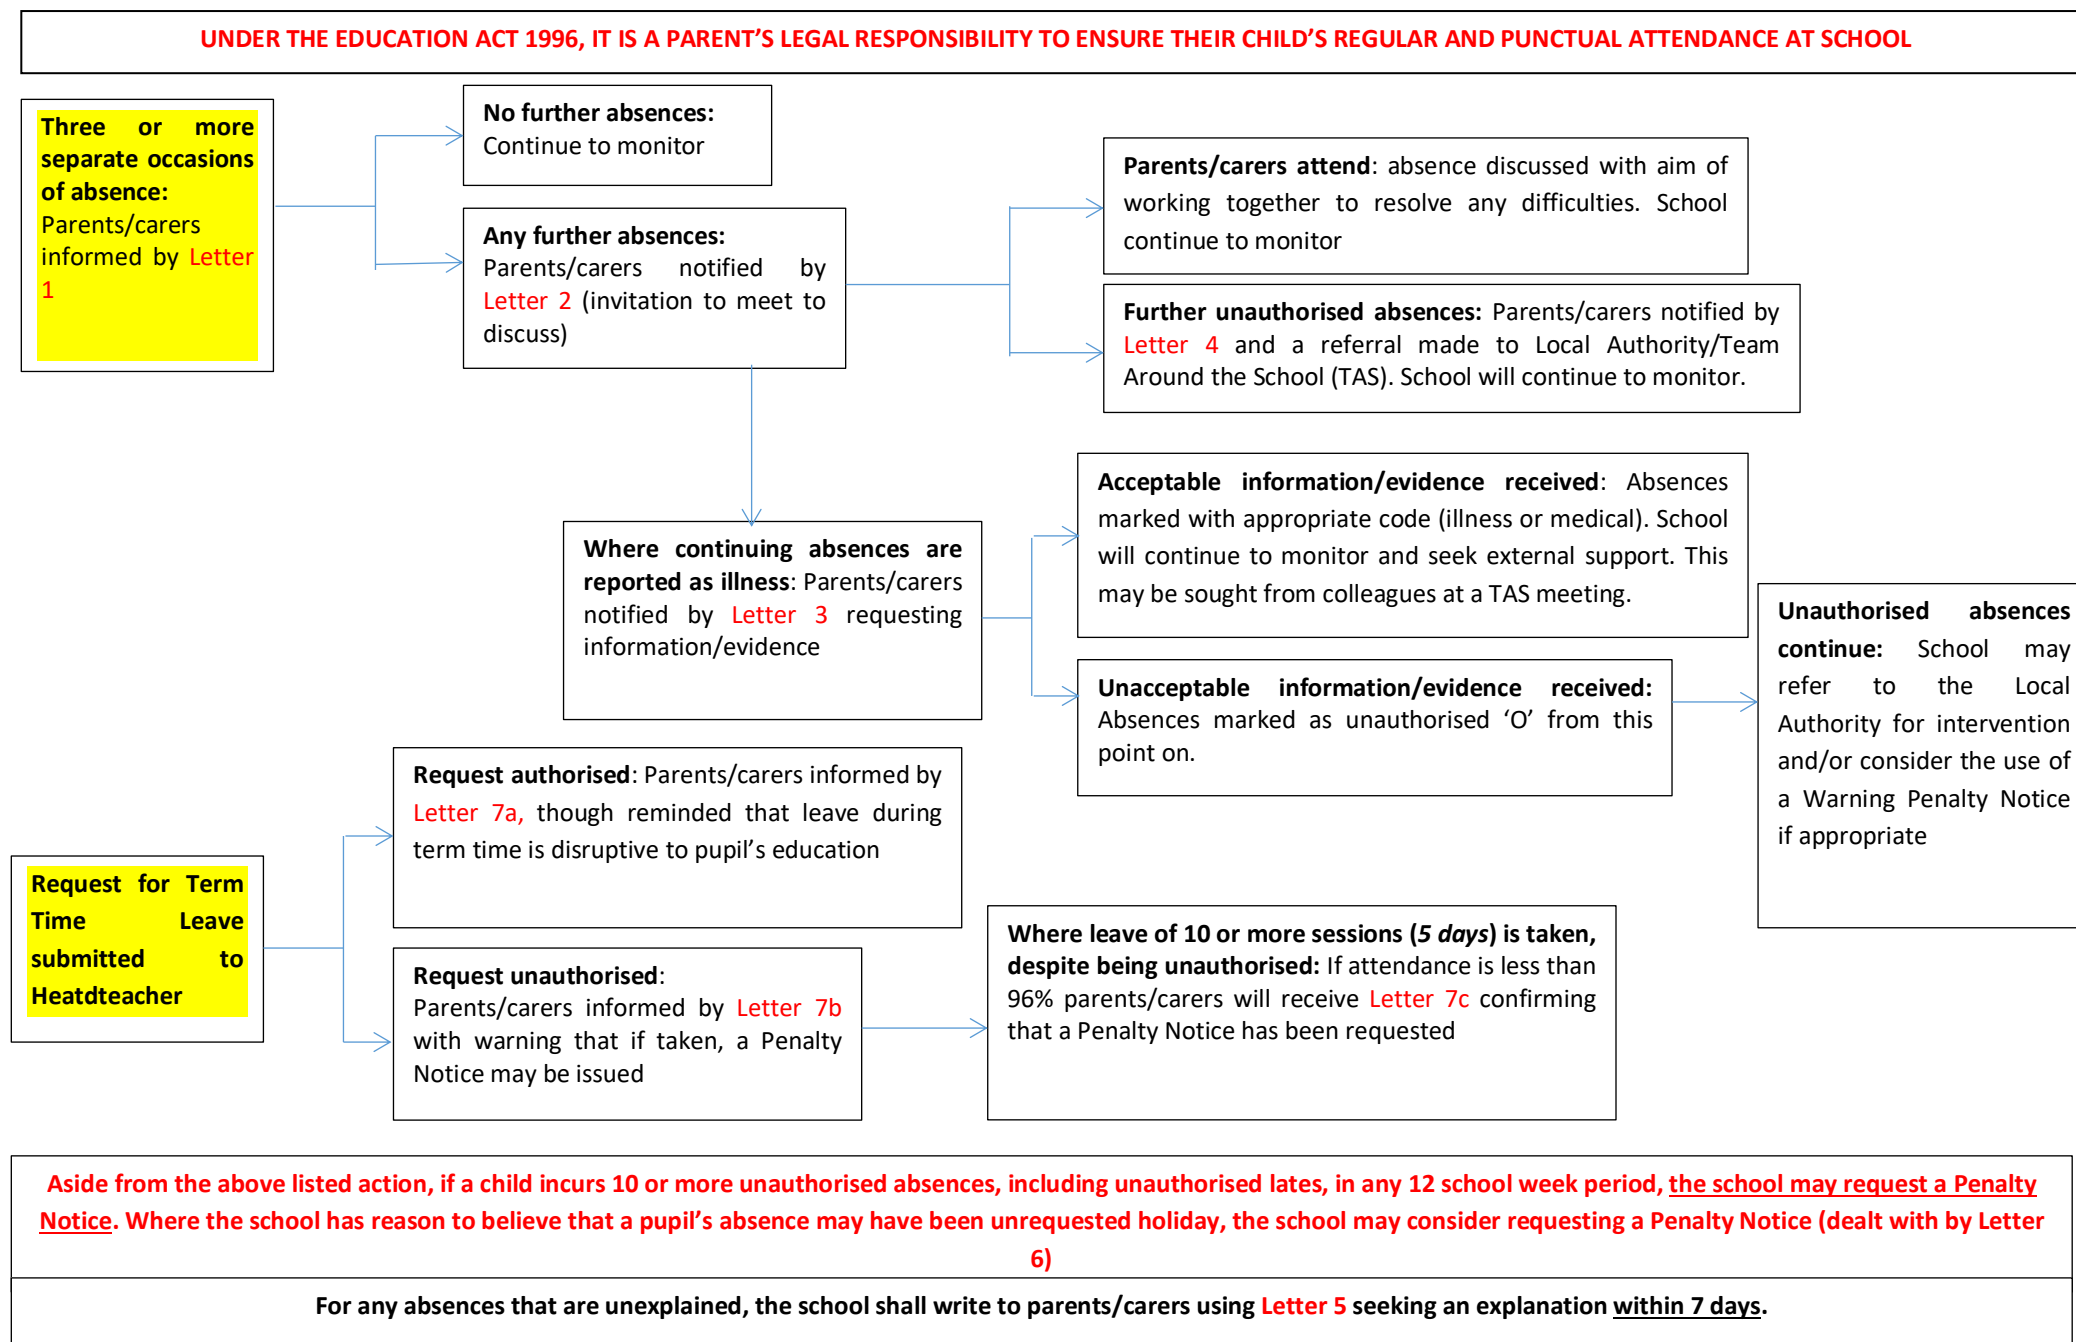 UNDER THE EDUCATION ACT 1996, IT IS A PARENT’S LEGAL RESPONSIBILITY TO ENSURE THEIR CHILD’S REGULAR AND PUNCTUAL ATTENDANCE AT SCHOOL
Three or more
separate occasions
of absence:
Parents/carers
informed by Letter
1
No further absences:
Continue to monitor
Any further absences:
Parents/carers notified by
Letter 2 (invitation to meet to
discuss)
Parents/carers attend: absence discussed with aim of
working together to resolve any difficulties. School
continue to monitor
Further unauthorised absences: Parents/carers notified by
Letter 4 and a referral made to Local Authority/Team
Around the School (TAS). School will continue to monitor.
Where continuing absences are
reported as illness: Parents/carers
notified by Letter 3 requesting
information/evidence
Acceptable information/evidence received: Absences
marked with appropriate code (illness or medical). School
will continue to monitor and seek external support. This
may be sought from colleagues at a TAS meeting.
Unacceptable information/evidence received:
Absences marked as unauthorised ‘O’ from this
point on.
Unauthorised absences
continue: School may
refer to the Local
Authority for intervention
and/or consider the use of
a Warning Penalty Notice
if appropriate
Request for Term
Time Leave
submitted to
Heatdteacher
Request authorised: Parents/carers informed by
Letter 7a, though reminded that leave during
term time is disruptive to pupil’s education
Request unauthorised:
Parents/carers informed by Letter 7b
with warning that if taken, a Penalty
Notice may be issued
Where leave of 10 or more sessions (5 days) is taken,
despite being unauthorised: If attendance is less than
96% parents/carers will receive Letter 7c confirming
that a Penalty Notice has been requested
Aside from the above listed action, if a child incurs 10 or more unauthorised absences, including unauthorised lates, in any 12 school week period, the school may request a Penalty
Notice. Where the school has reason to believe that a pupil’s absence may have been unrequested holiday, the school may consider requesting a Penalty Notice (dealt with by Letter
6)
For any absences that are unexplained, the school shall write to parents/carers using Letter 5 seeking an explanation within 7 days.